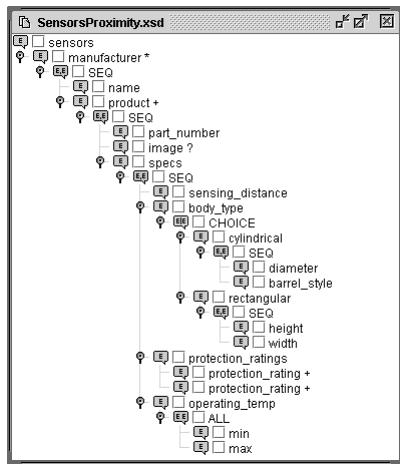 SensorsProximity.xsd
E sensors
E manufacturer *
E,E SEQ
E name
E product +
E,E SEQ
E part_number
E image ?
E specs
E,E SEQ
E sensing_distance
E body_type
E|E CHOICE
E cylindrical
E,E SEQ
E diameter
E barrel_style
E rectangular
E,E SEQ
E height
E width
E protection_ratings
E protection_rating +
E protection_rating +
E operating_temp
E E ALL
E min
E max